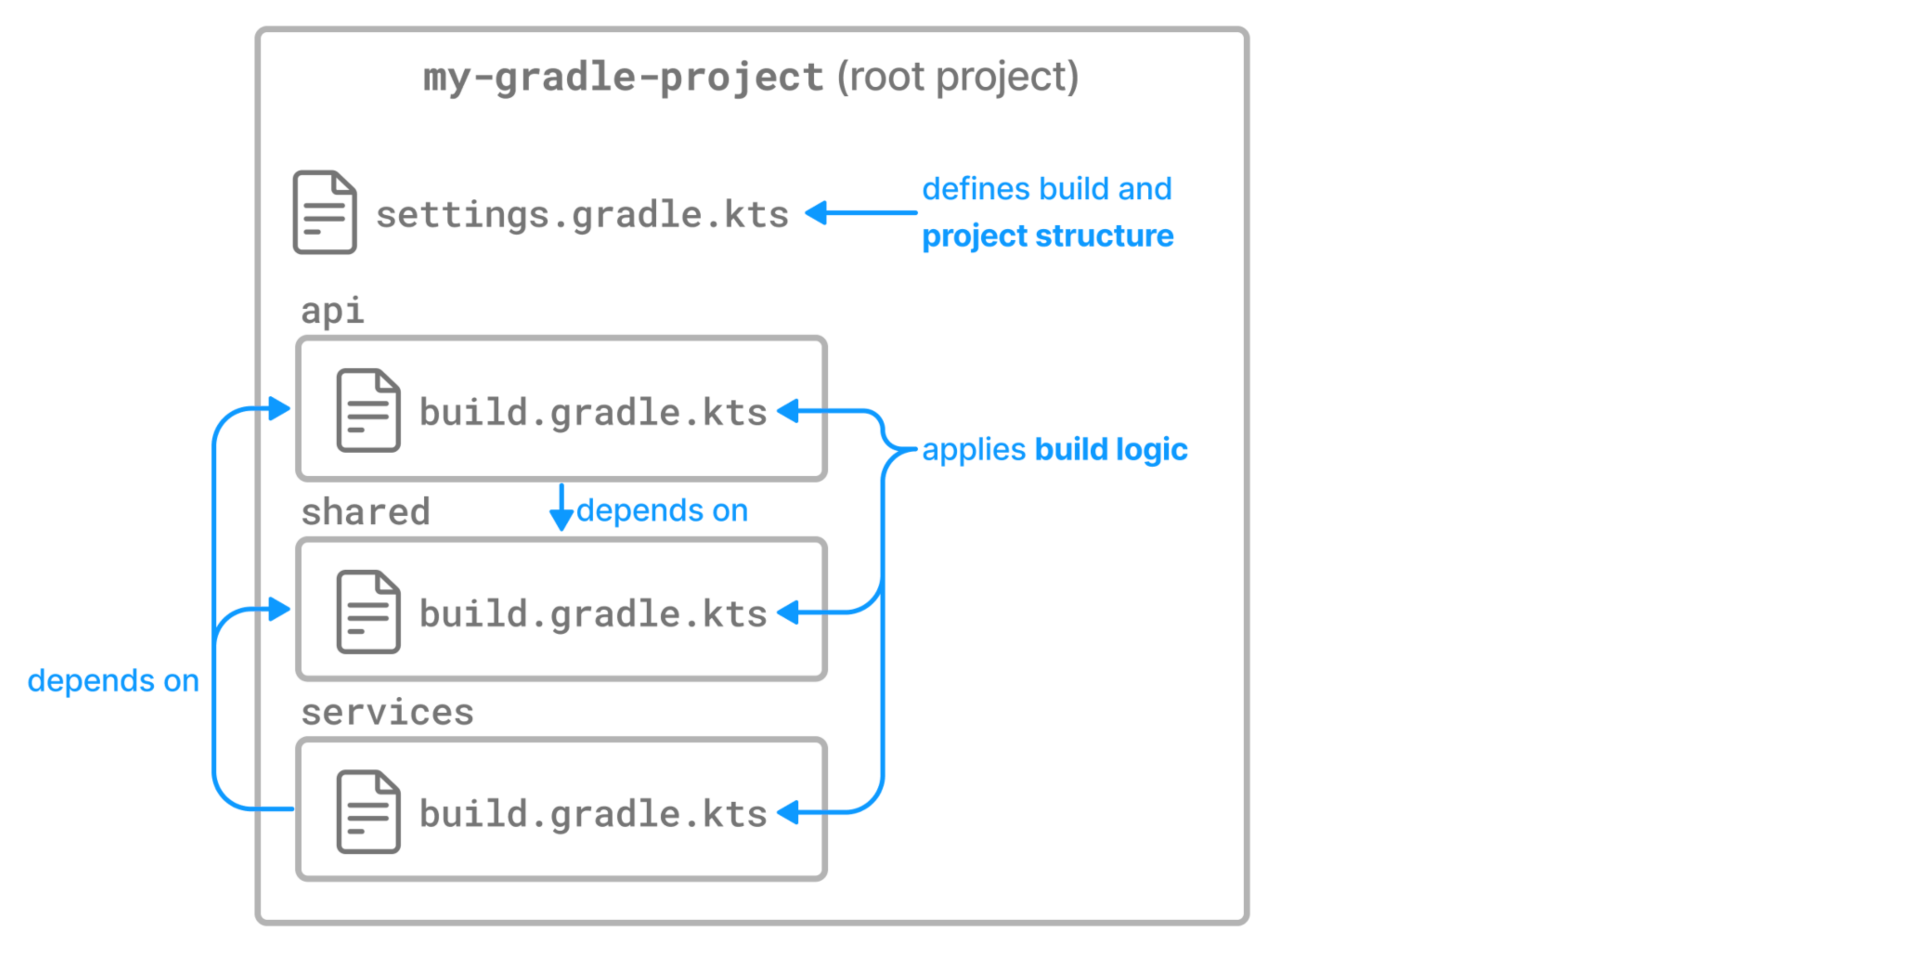 my-gradle-project (root project)
settings.gradle.kts
defines build and
project structure
api
build.gradle.kts
applies build logic
depends on
shared
build.gradle.kts
depends on
services
build.gradle.kts